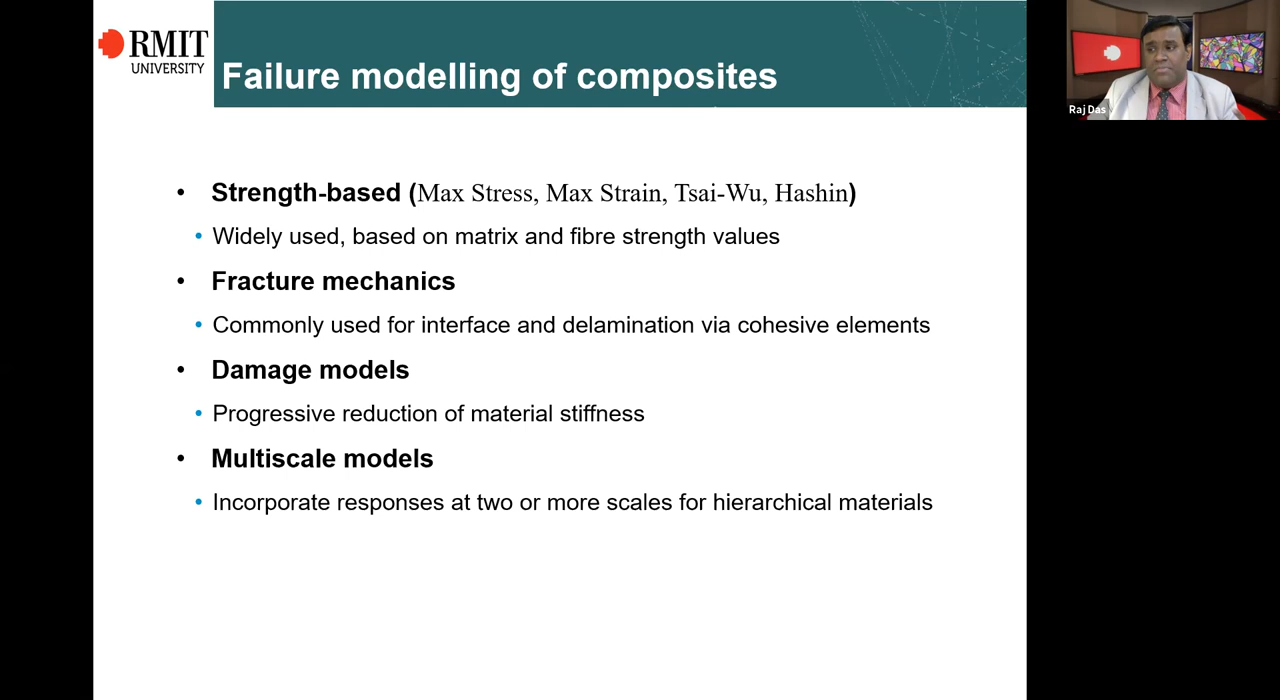 RMIT
UNIVERSITY
Failure modelling of composites
• Strength-based (Max Stress, Max Strain, Tsai-Wu, Hashin)
• Widely used, based on matrix and fibre strength values
• Fracture mechanics
• Commonly used for interface and delamination via cohesive elements
• Damage models
• Progressive reduction of material stiffness
• Multiscale models
• Incorporate responses at two or more scales for hierarchical materials
Raj Das